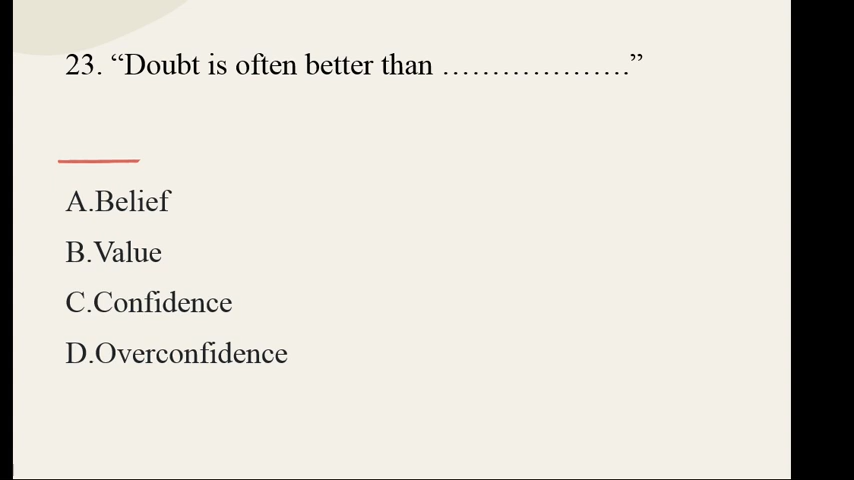 23. “Doubt is often better than ………………….”
A.Belief
B.Value
C.Confidence
D.Overconfidence